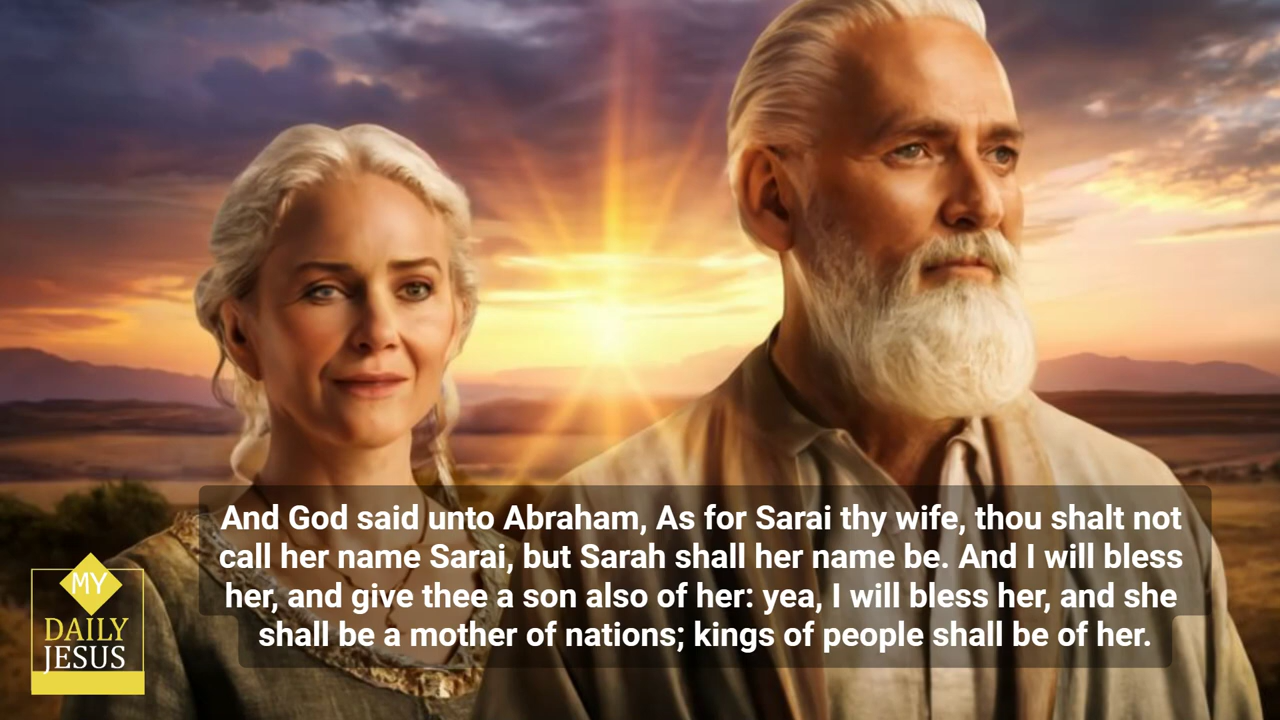 And God said unto Abraham, As for Sarai thy wife, thou shalt not
call her name Sarai, but Sarah shall her name be. And I will bless
her, and give thee a son also of her: yea, I will bless her, and she
shall be a mother of nations; kings of people shall be of her.
MY
DAILY
JESUS